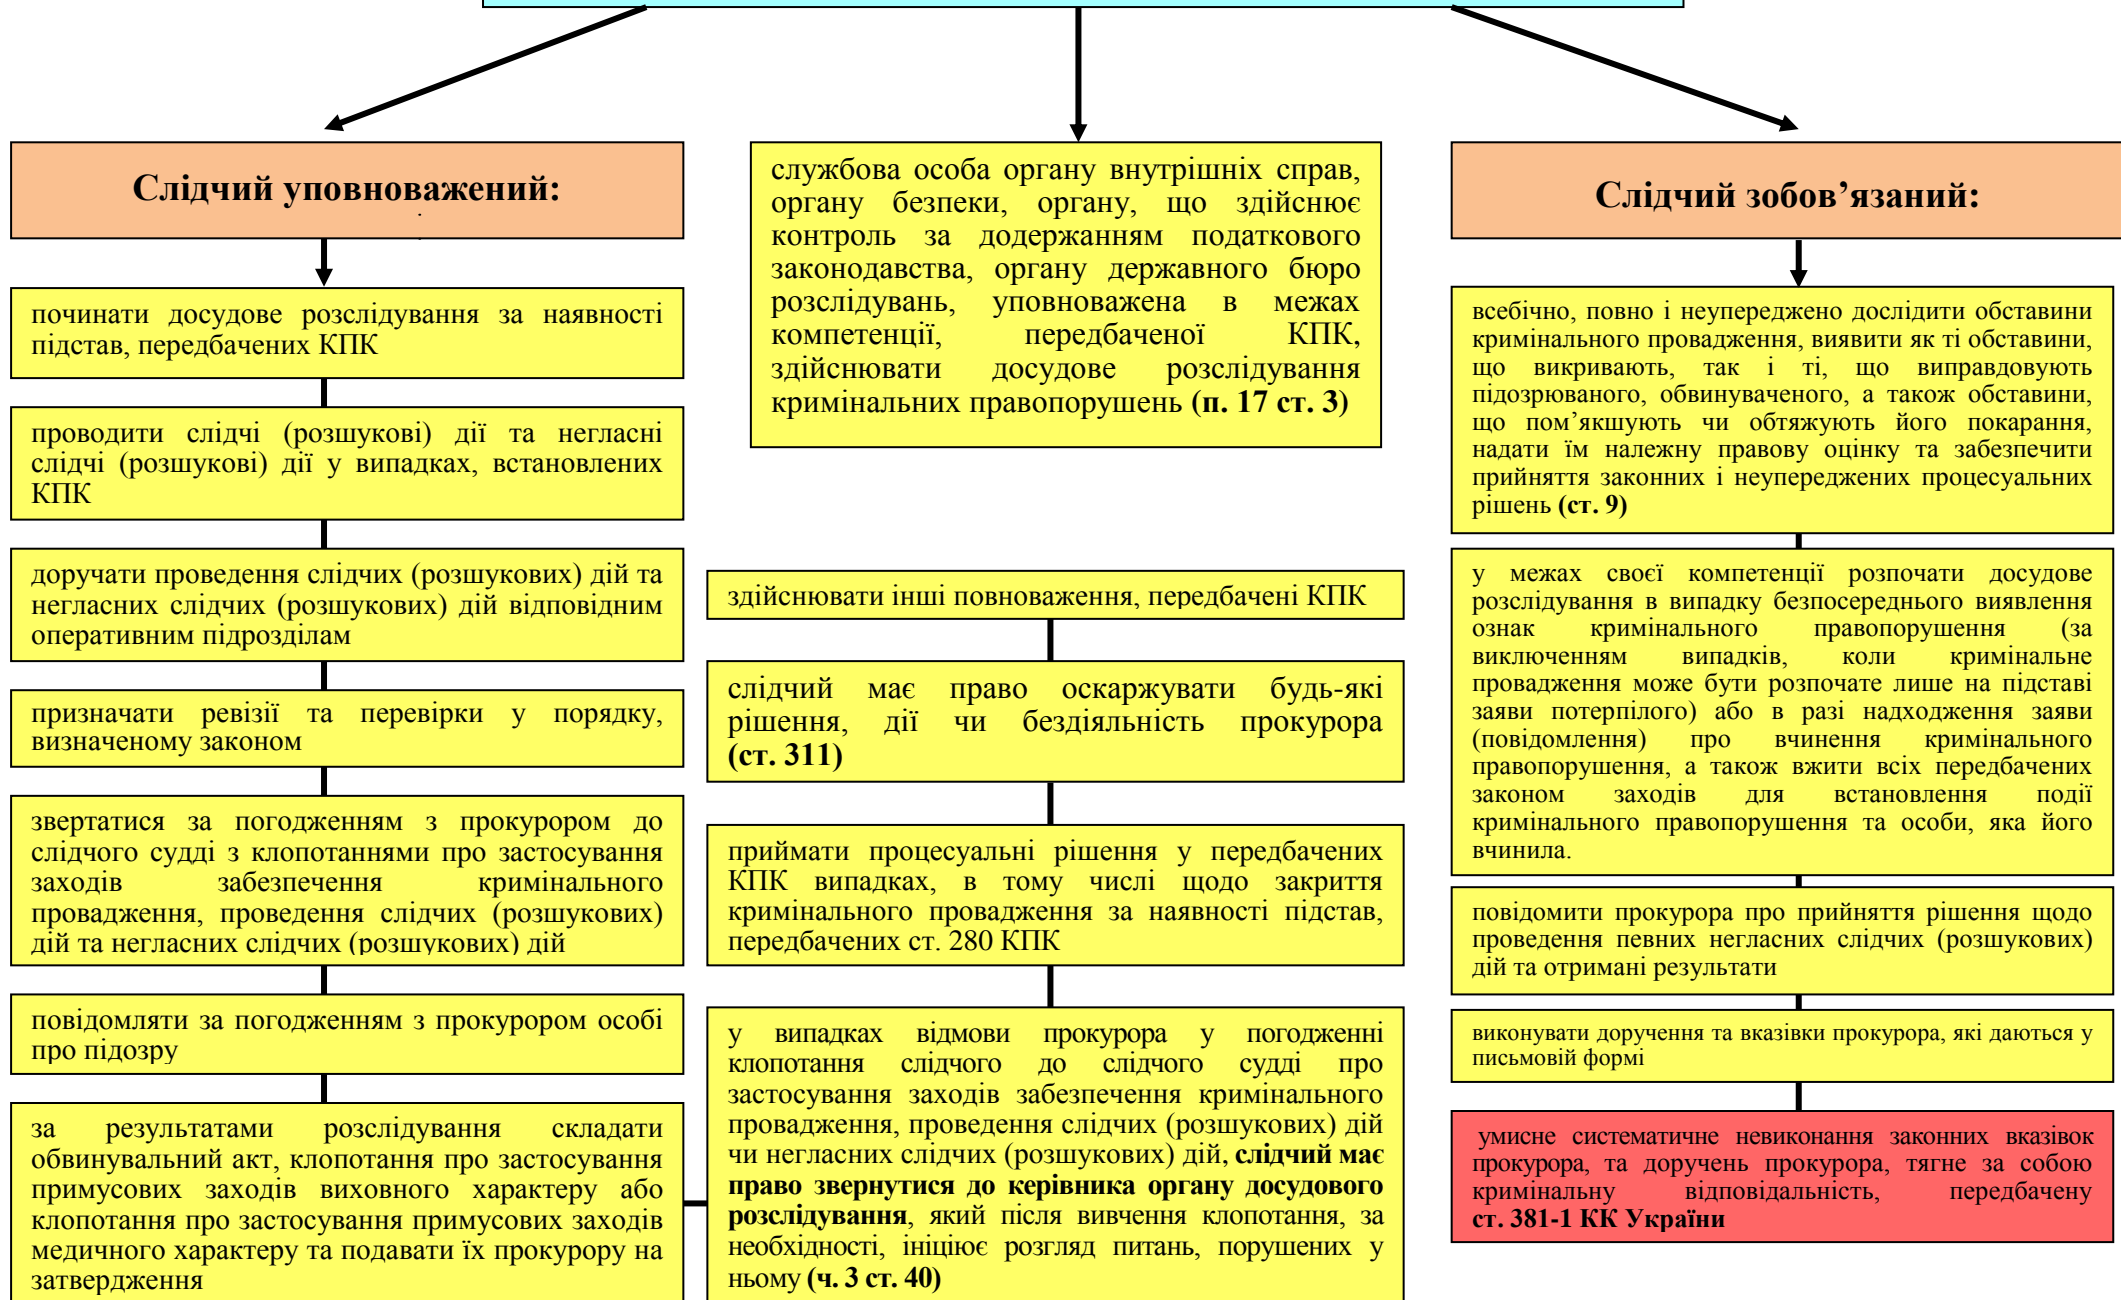 Слідчий уповноважений:
починати досудове розслідування за наявності
підстав, передбачених КПК
проводити слідчі (розшукові) дії та негласні
слідчі (розшукові) дії у випадках, встановлених
КПК
доручати проведення слідчих (розшукових) дій та
негласних слідчих (розшукових) дій відповідним
оперативним підрозділам
призначати ревізії та перевірки у порядку,
визначеному законом
звертатися за погодженням з прокурором до
слідчого судді з клопотаннями про застосування
заходів забезпечення кримінального
провадження, проведення слідчих (розшукових)
дій та негласних слідчих (розшукових) дій
повідомляти за погодженням з прокурором особі
про підозру
за результатами розслідування складати
обвинувальний акт, клопотання про застосування
примусових заходів виховного характеру або
клопотання про застосування примусових заходів
медичного характеру та подавати їх прокурору на
затвердження
службова особа органу внутрішніх справ,
органу безпеки, органу, що здійснює
контроль за додержанням податкового
законодавства, органу державного бюро
розслідувань, уповноважена в межах
компетенції, передбаченої КПК,
здійснювати досудове розслідування
кримінальних правопорушень (п. 17 ст. 3)
здійснювати інші повноваження, передбачені КПК
слідчий має право оскаржувати будь-які
рішення, дії чи бездіяльність прокурора
(ст. 311)
приймати процесуальні рішення у передбачених
КПК випадках, в тому числі щодо закриття
кримінального провадження за наявності підстав,
передбачених ст. 280 КПК
у випадках відмови прокурора у погодженні
клопотання слідчого до слідчого судді про
застосування заходів забезпечення кримінального
провадження, проведення слідчих (розшукових) дій
чи негласних слідчих (розшукових) дій, слідчий має
право звернутися до керівника органу досудового
розслідування, який після вивчення клопотання, за
необхідності, ініціює розгляд питань, порушених у
ньому (ч. 3 ст. 40)
Слідчий зобов’язаний:
всебічно, повно і неупереджено дослідити обставини
кримінального провадження, виявити як ті обставини,
що викривають, так і ті, що виправдовують
підозрюваного, обвинуваченого, а також обставини,
що пом’якшують чи обтяжують його покарання,
надати їм належну правову оцінку та забезпечити
прийняття законних і неупереджених процесуальних
рішень (ст. 9)
у межах своєї компетенції розпочати досудове
розслідування в випадку безпосереднього виявлення
ознак кримінального правопорушення (за
виключенням випадків, коли кримінальне
провадження може бути розпочате лише на підставі
заяви потерпілого) або в разі надходження заяви
(повідомлення) про вчинення кримінального
правопорушення, а також вжити всіх передбачених
законом заходів для встановлення події
кримінального правопорушення та особи, яка його
вчинила.
повідомити прокурора про прийняття рішення щодо
проведення певних негласних слідчих (розшукових)
дій та отримані результати
виконувати доручення та вказівки прокурора, які даються у
письмовій формі
умисне систематичне невиконання законних вказівок
прокурора, та доручень прокурора, тягне за собою
кримінальну відповідальність, передбачену
ст. 381-1 КК України